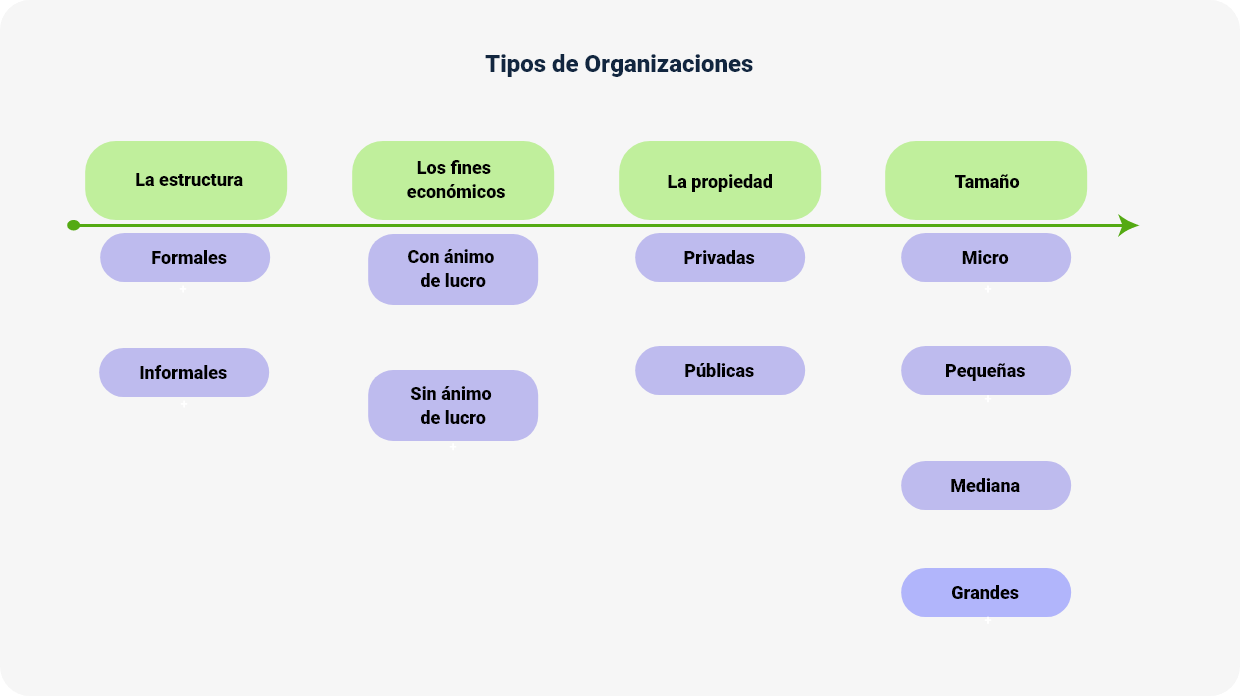 Tipos de Organizaciones
La estructura
Formales
Informales
Los fines
económicos
Con ánimo
de lucro
Sin ánimo
de lucro
La propiedad
Privadas
Públicas
Tamaño
Micro
Pequeñas
Mediana
Grandes